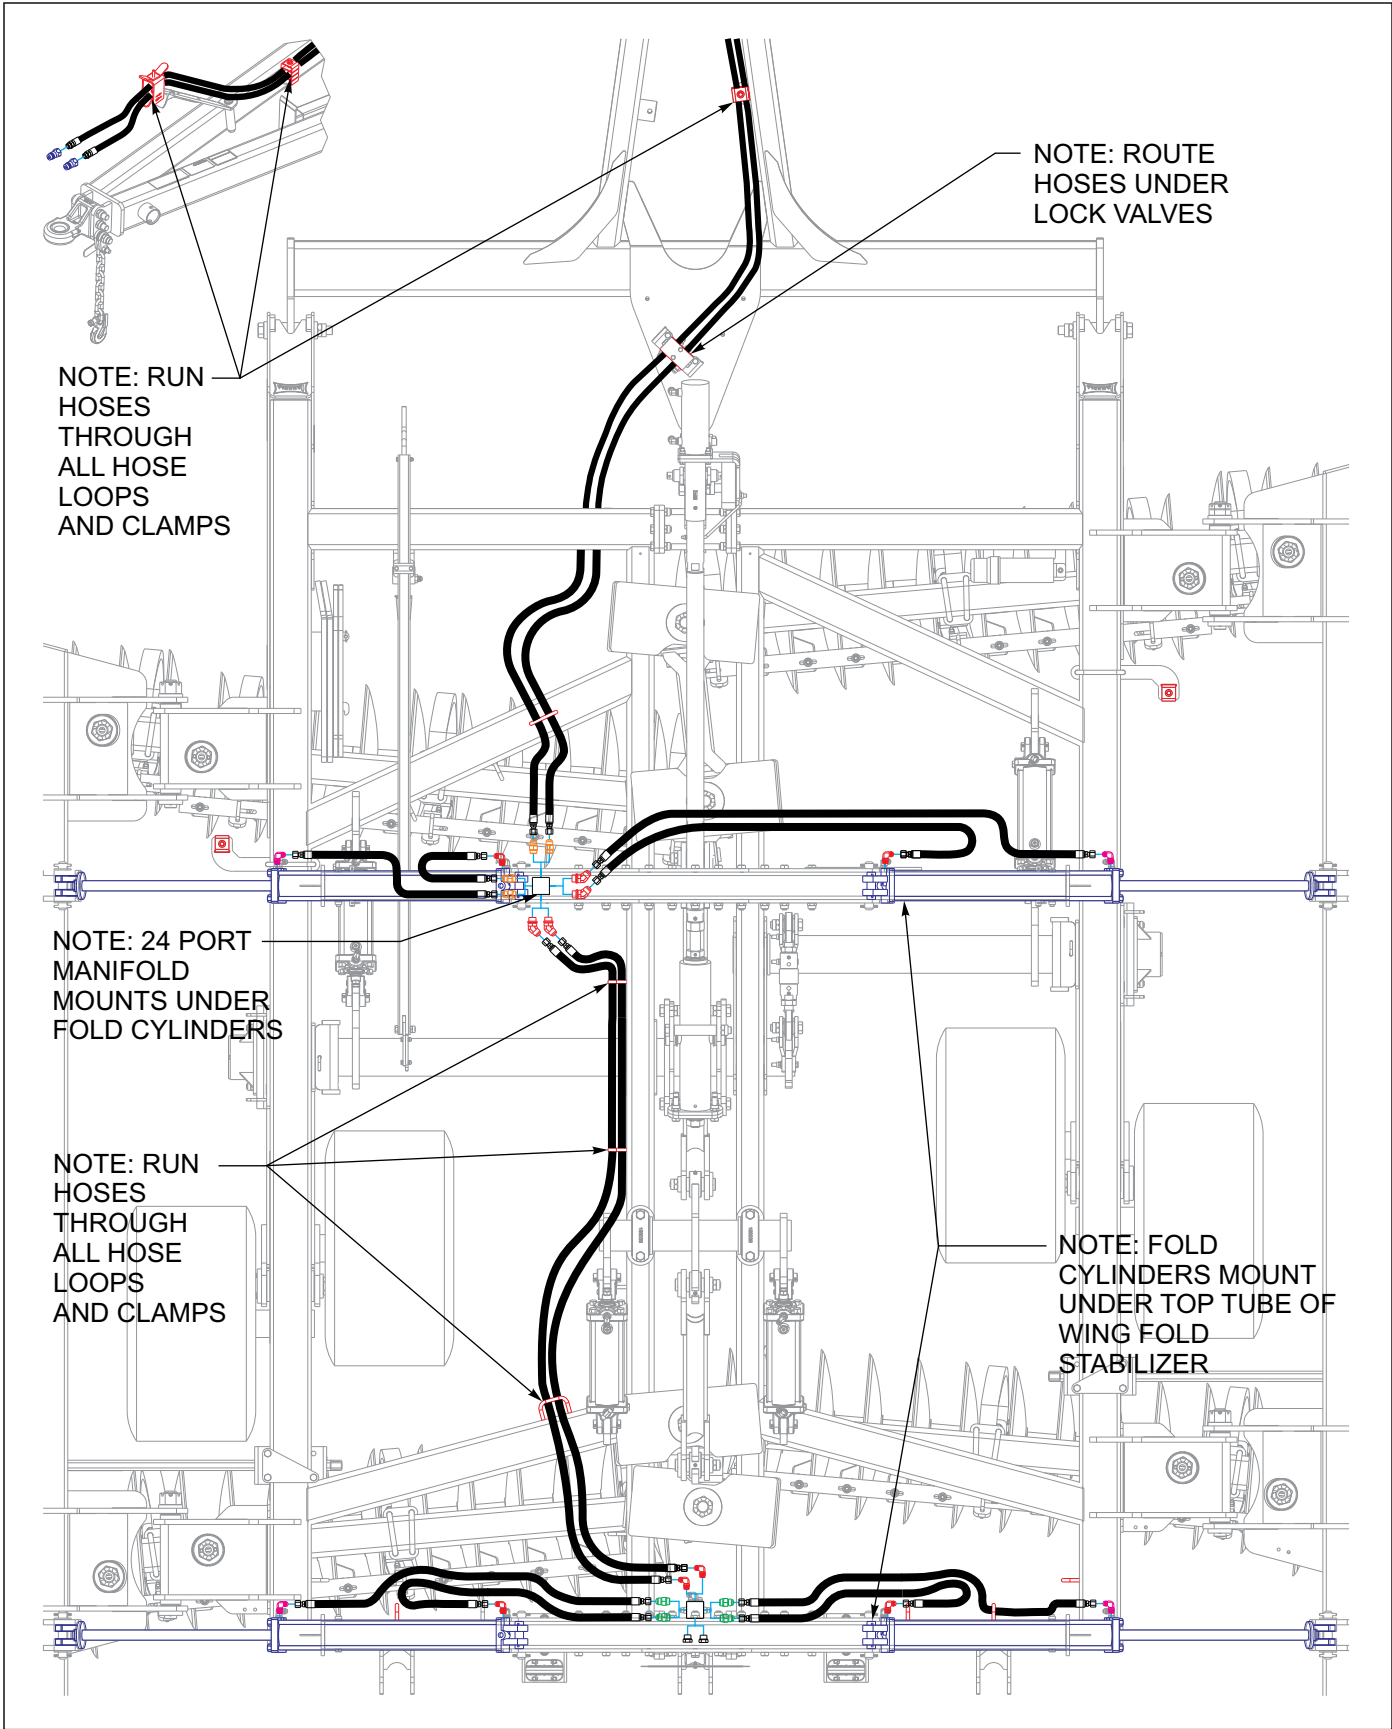 NOTE: ROUTE
HOSES UNDER
LOCK VALVES
NOTE: RUN
HOSES
THROUGH
ALL HOSE
LOOPS
AND CLAMPS
NOTE: 24 PORT
MANIFOLD
MOUNTS UNDER
FOLD CYLINDERS
NOTE: RUN
HOSES
THROUGH
ALL HOSE
LOOPS
AND CLAMPS
NOTE: FOLD
CYLINDERS MOUNT
UNDER TOP TUBE OF
WING FOLD
STABILIZER